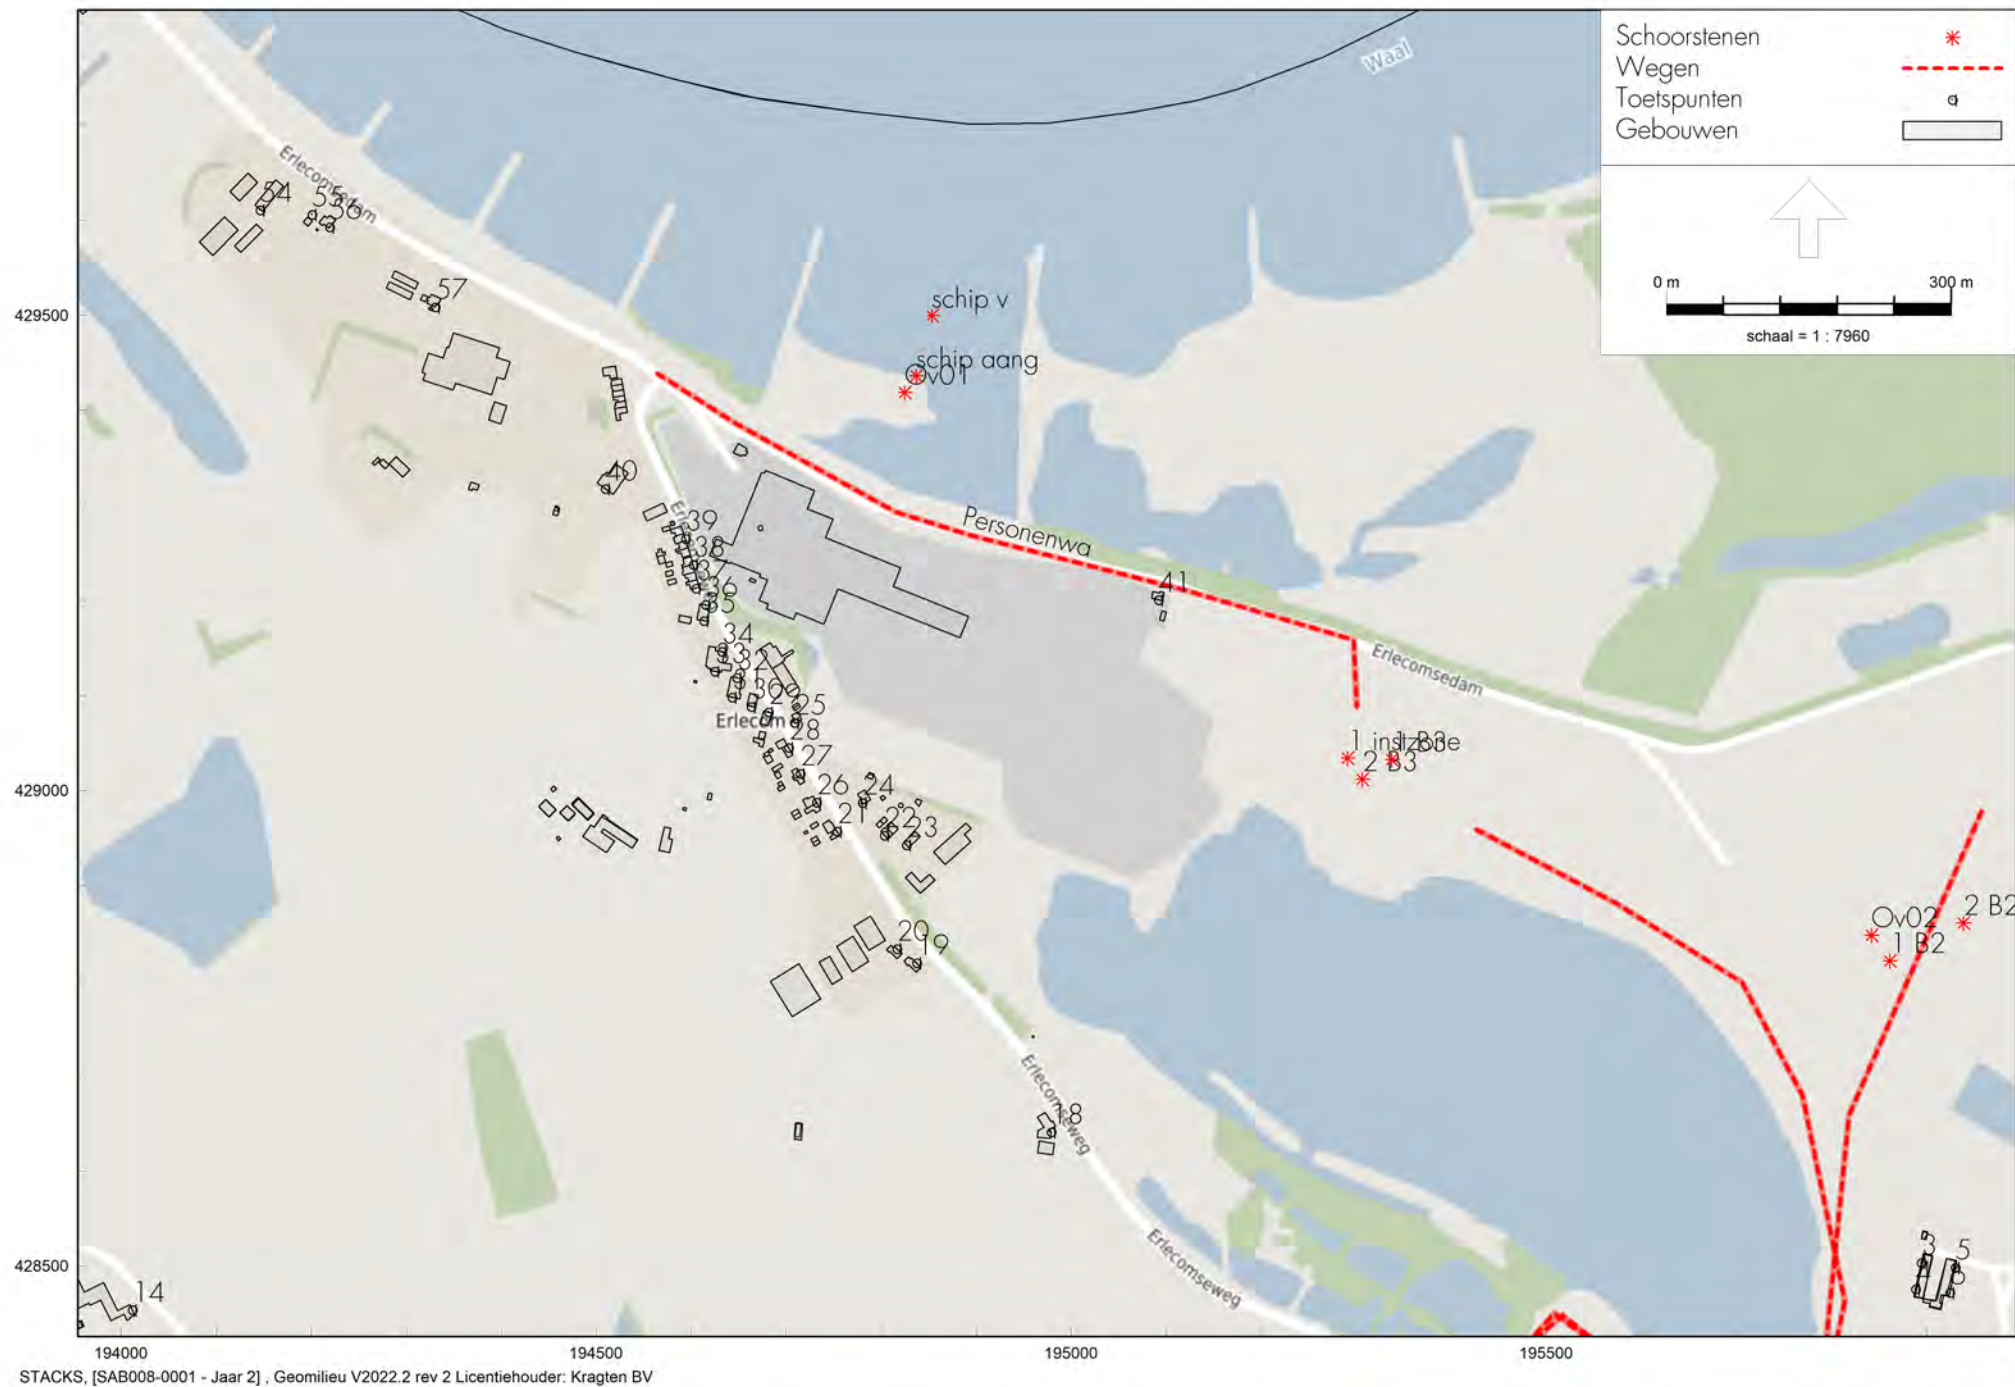 Schoorstenen
Wegen
Toetspunten
Gebouwen
0 m 300 m
schaal = 1 : 7960
Waal
Erlecomsedam
54
55
56
57
schip v
schip aang
Ov01
429500
40
39
38
37
36
35
Personenwa
41
34
32
31
30
29
25
Erlecom
28
27
26
24
21
22
23
Erlecomsedam
1 instzone
1 B3
2 B3
429000
Ov02
2 B2
1 B2
20
19
Erlecomseweg
18
Erlecomseweg
428500
14
3
5
6
194000
194500
195000
195500
STACKS, [SAB008-0001 - Jaar 2] , Geomilieu V2022.2 rev 2 Licentiehouder: Kragten BV